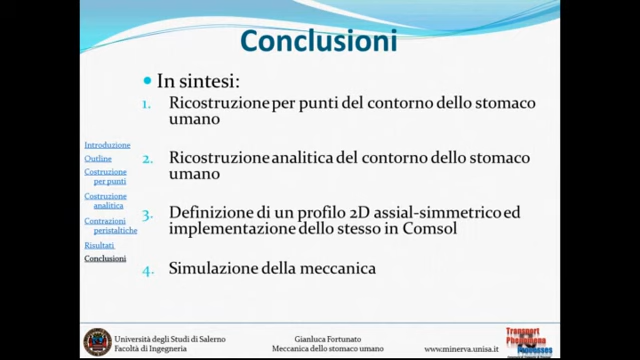 Conclusioni
In sintesi:
1. Ricostruzione per punti del contorno dello stomaco
umano
2. Ricostruzione analitica del contorno dello stomaco
umano
3. Definizione di un profilo 2D assial-simmetrico ed
implementazione dello stesso in Comsol
4. Simulazione della meccanica
Introduzione
Outline
Costruzione
per punti
Costruzione
analitica
Contrazioni
peristaltiche
Risultati
Conclusioni
Università degli Studi di Salerno
Facoltà di Ingegneria
Gianluca Fortunato
Meccanica dello stomaco umano
www.minerva.unisa.it
Transport
Phenomena
Processes